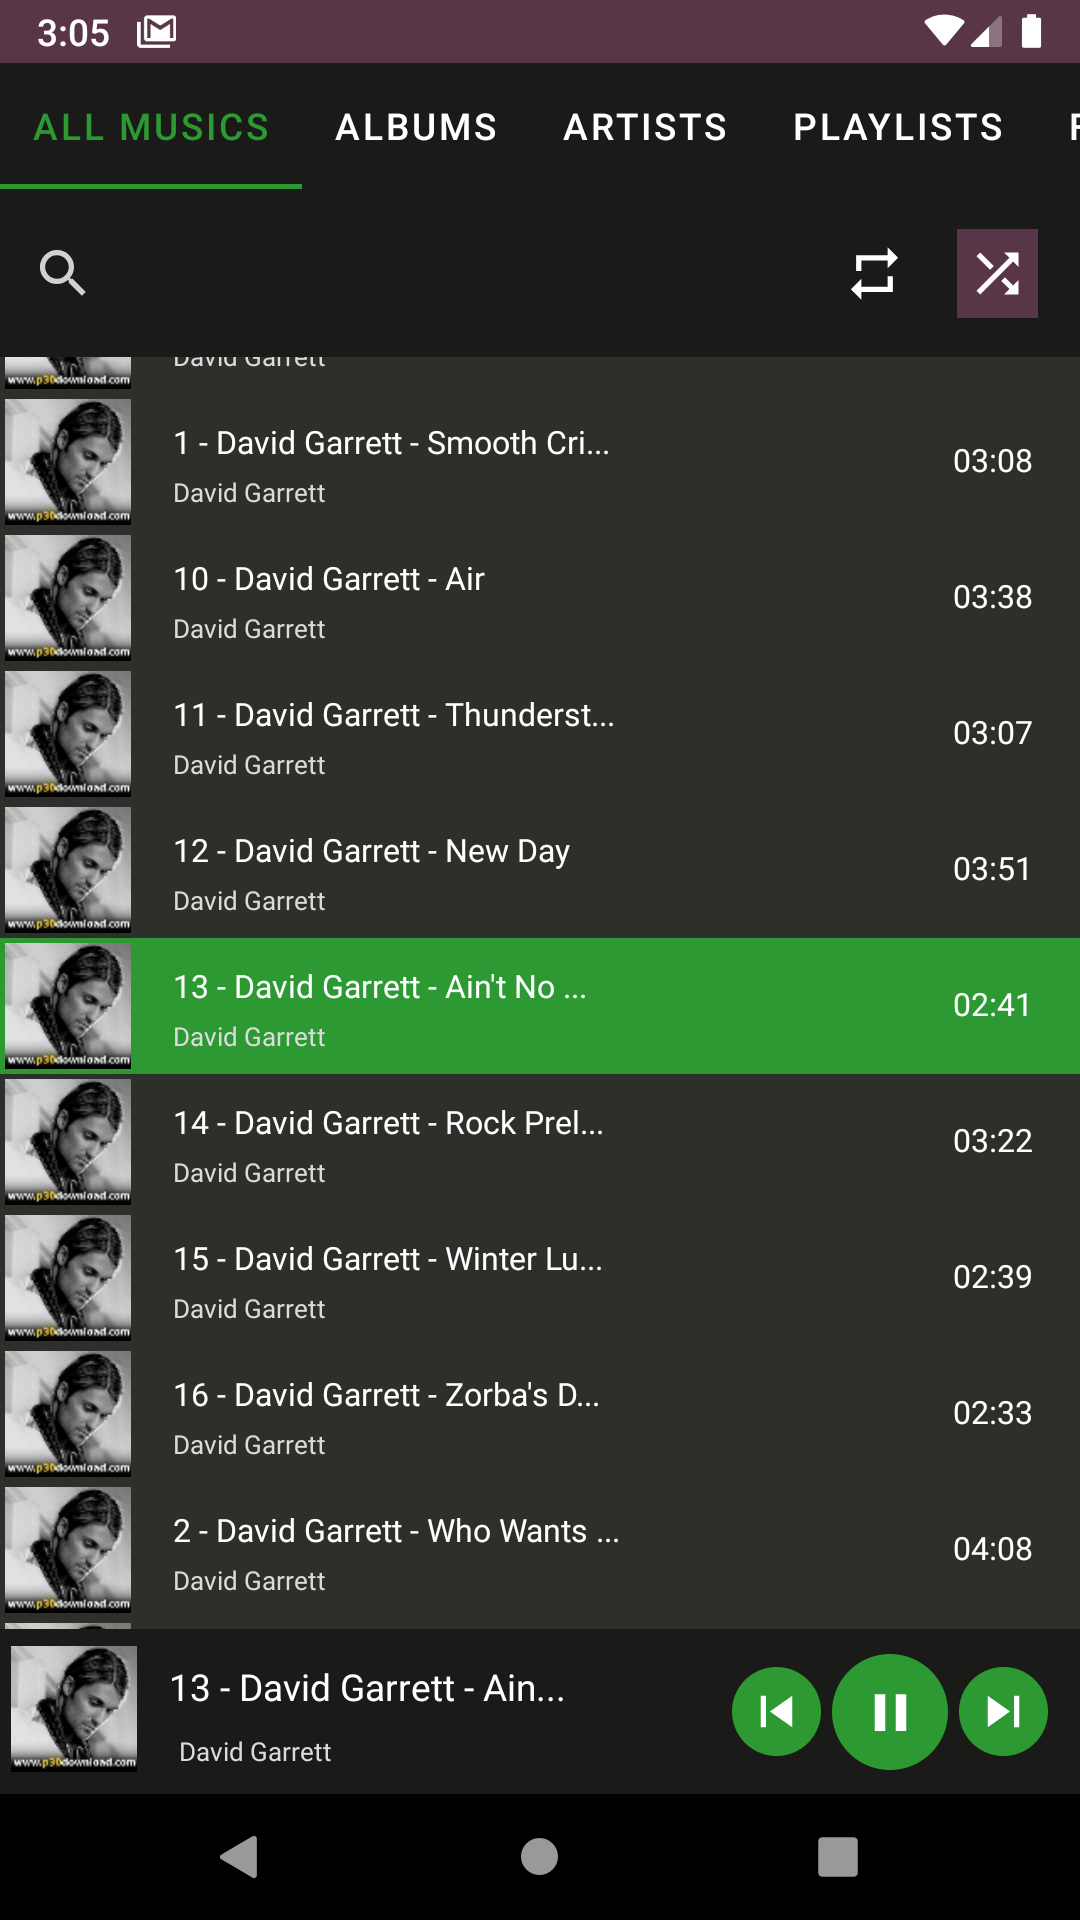 3:05
ALL MUSICS ALBUMS ARTISTS PLAYLISTS
David Garrett
www.p30download.com
1 - David Garrett - Smooth Cri...
David Garrett
03:08
www.p30download.com
10 - David Garrett - Air
David Garrett
03:38
www.p30download.com
11 - David Garrett - Thunderst...
David Garrett
03:07
www.p30download.com
12 - David Garrett - New Day
David Garrett
03:51
www.p30download.com
13 - David Garrett - Ain't No ...
David Garrett
02:41
www.p30download.com
14 - David Garrett - Rock Prel...
David Garrett
03:22
www.p30download.com
15 - David Garrett - Winter Lu...
David Garrett
02:39
www.p30download.com
16 - David Garrett - Zorba's D...
David Garrett
02:33
www.p30download.com
2 - David Garrett - Who Wants ...
David Garrett
04:08
www.p30download.com
13 - David Garrett - Ain...
David Garrett
www.p30download.com